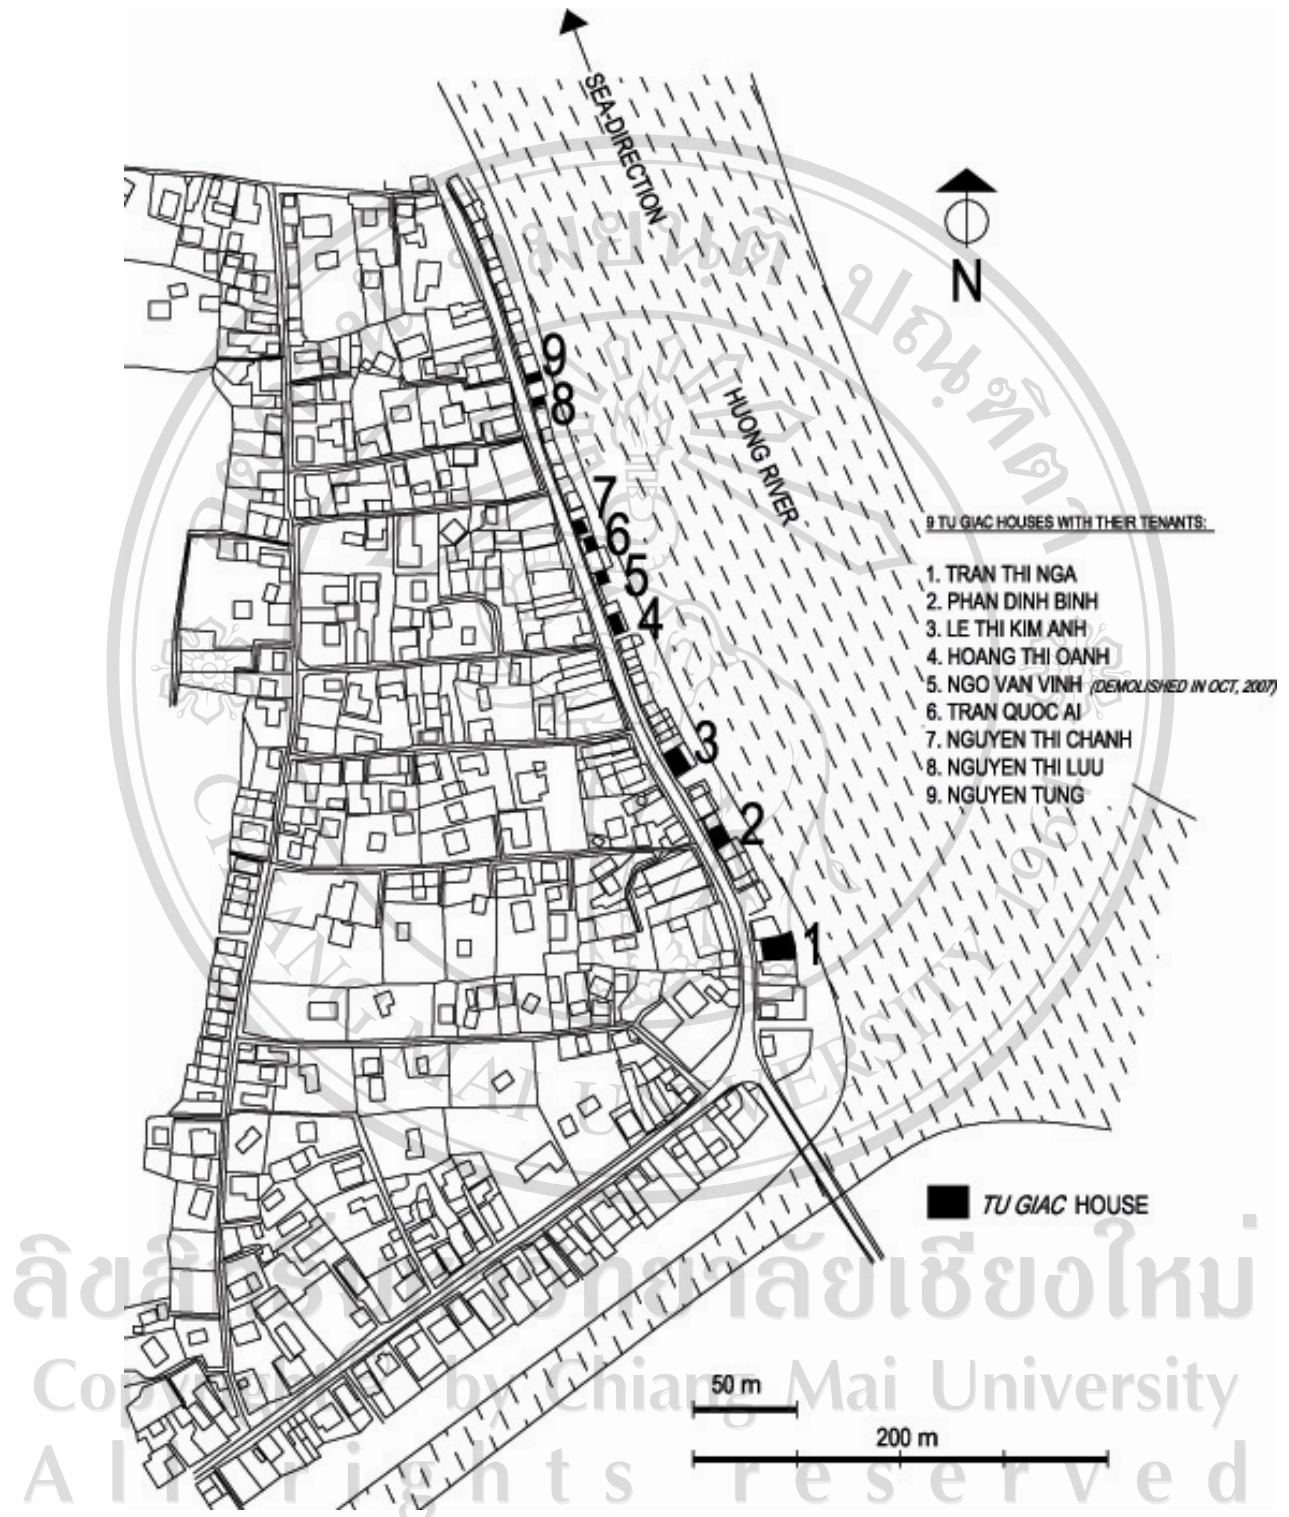 SEA-DIRECTION
N
HUONG RIVER
9
8
7
6
5
4
3
2
1
9 TU GIAC HOUSES WITH THEIR TENANTS:
1. TRAN THI NGA
2. PHAN DINH BINH
3. LE THI KIM ANH
4. HOANG THI OANH
5. NGO VAN VINH (DEMOLISHED IN OCT, 2007)
6. TRAN QUOC AI
7. NGUYEN THI CHANH
8. NGUYEN THI LUU
9. NGUYEN TUNG
TU GIAC HOUSE
50 m
200 m
CHIANG MAI UNIVERSITY 1964
ลิขสิทธิ์มหาวิทยาลัยเชียงใหม่
Copyright by Chiang Mai University
All rights reserved